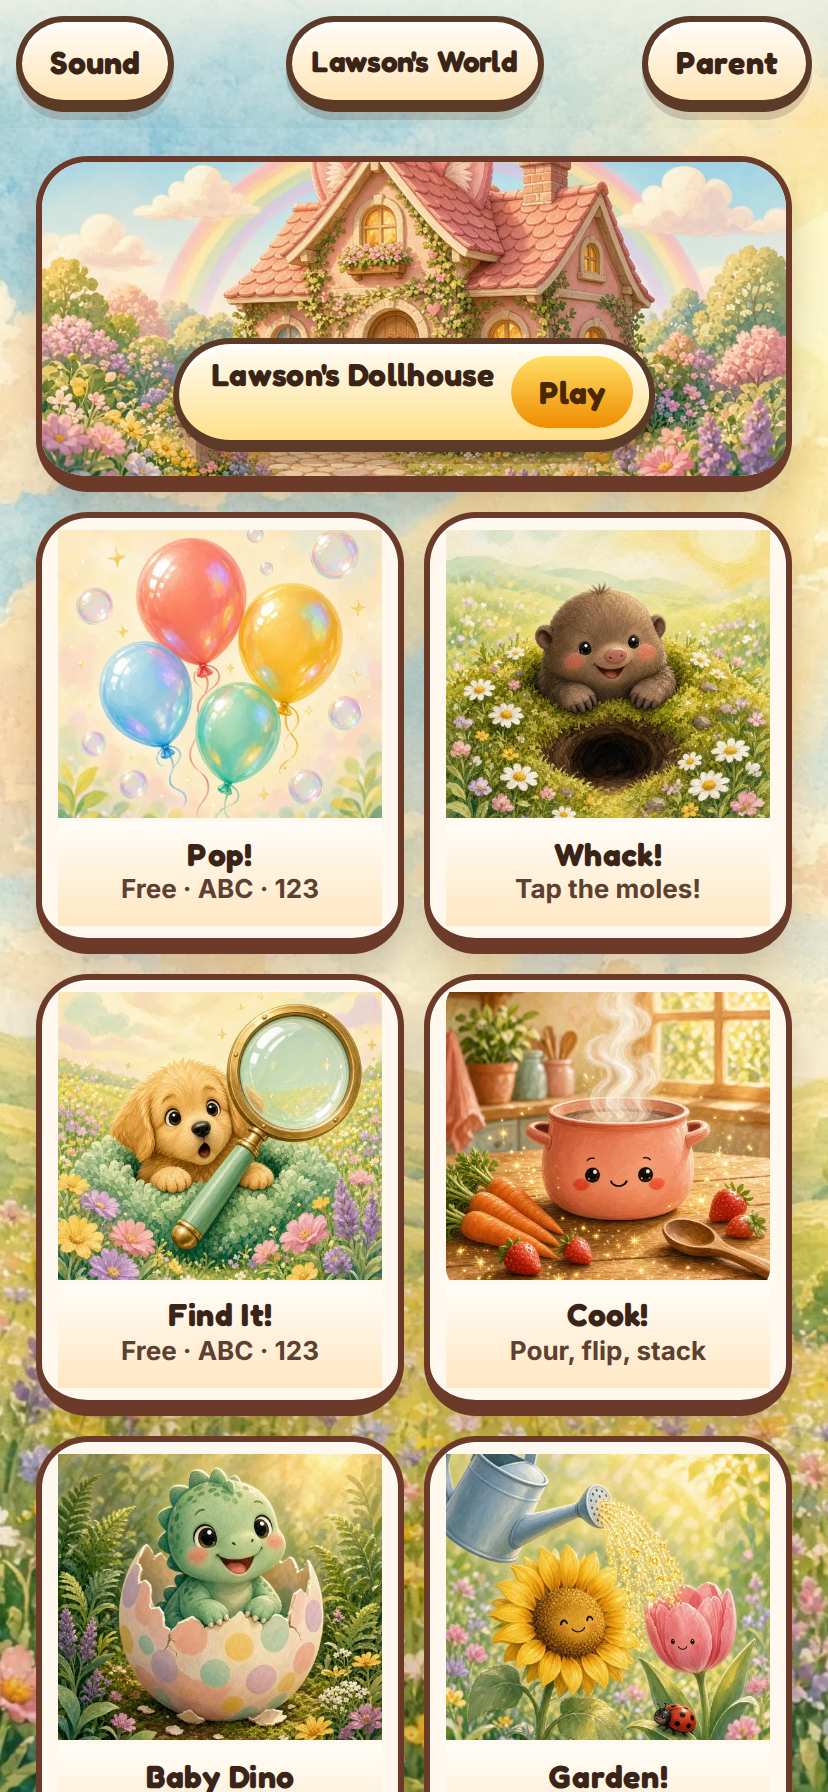 Sound
Lawson's World
Parent
Lawson's Dollhouse
Play
Pop!
Free · ABC · 123
Whack!
Tap the moles!
Find It!
Free · ABC · 123
Cook!
Pour, flip, stack
Baby Dino
Garden!